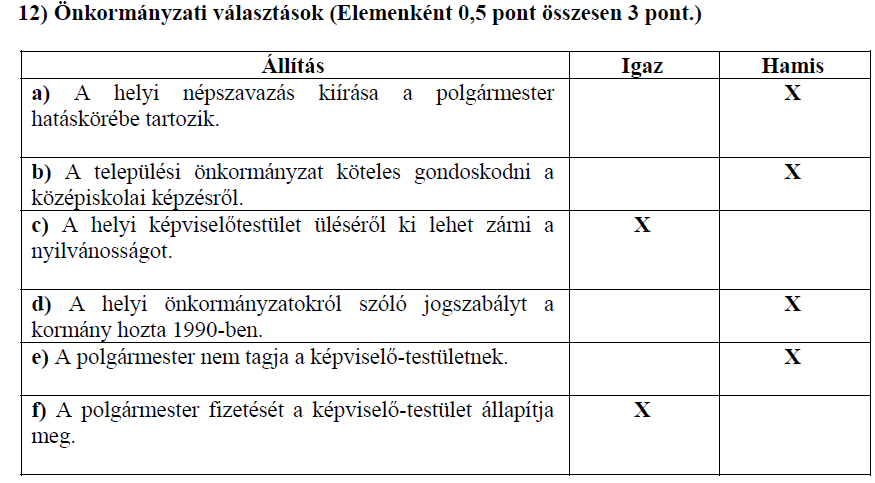 12) Önkormányzati választások (Elemenként 0,5 pont összesen 3 pont.)
Állítás Igaz Hamis
a) A helyi népszavazás kiírása a polgármester X
hatáskörébe tartozik.
b) A települési önkormányzat köteles gondoskodni a X
középiskolai képzésről.
c) A helyi képviselőtestület üléséről ki lehet zárni a X
nyilvánosságot.
d) A helyi önkormányzatokról szóló jogszabályt a X
kormány hozta 1990-ben.
e) A polgármester nem tagja a képviselő-testületnek. X
f) A polgármester fizetését a képviselő-testület állapítja X
meg.